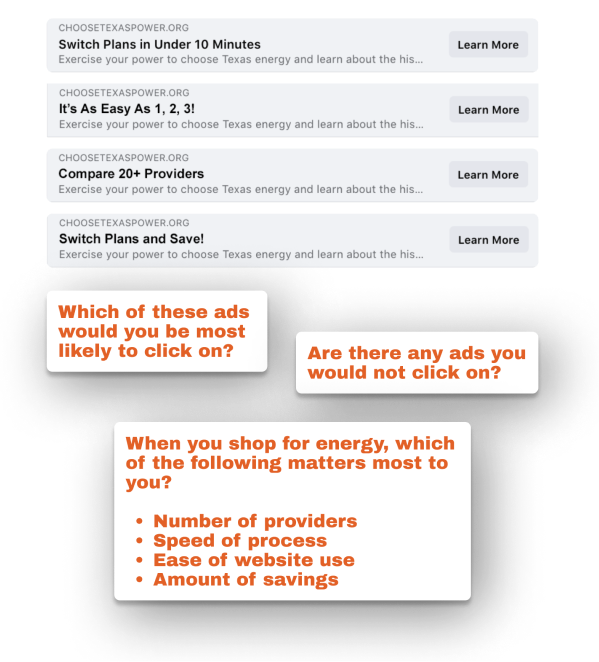 CHOOSETEXASPOWER.ORG
Switch Plans in Under 10 Minutes
Exercise your power to choose Texas energy and learn about the his...
Learn More
CHOOSETEXASPOWER.ORG
It's As Easy As 1, 2, 3!
Exercise your power to choose Texas energy and learn about the his...
Learn More
CHOOSETEXASPOWER.ORG
Compare 20+ Providers
Exercise your power to choose Texas energy and learn about the his...
Learn More
CHOOSETEXASPOWER.ORG
Switch Plans and Save!
Exercise your power to choose Texas energy and learn about the his...
Learn More
Which of these ads
would you be most
likely to click on?
Are there any ads you
would not click on?
When you shop for energy, which
of the following matters most to
you?
• Number of providers
• Speed of process
• Ease of website use
• Amount of savings